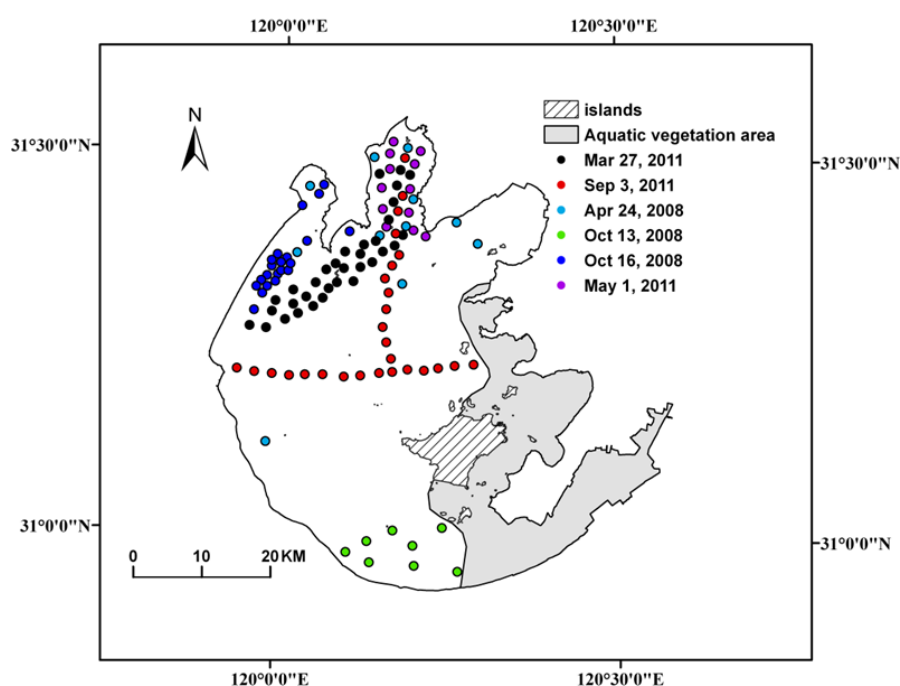 120°0'0"E 120°30'0"E
N
islands
Aquatic vegetation area
31°30'0"N 31°30'0"N
Mar 27, 2011
Sep 3, 2011
Apr 24, 2008
Oct 13, 2008
Oct 16, 2008
May 1, 2011
31°0'0"N 31°0'0"N
0 10 20 KM
120°0'0"E 120°30'0"E